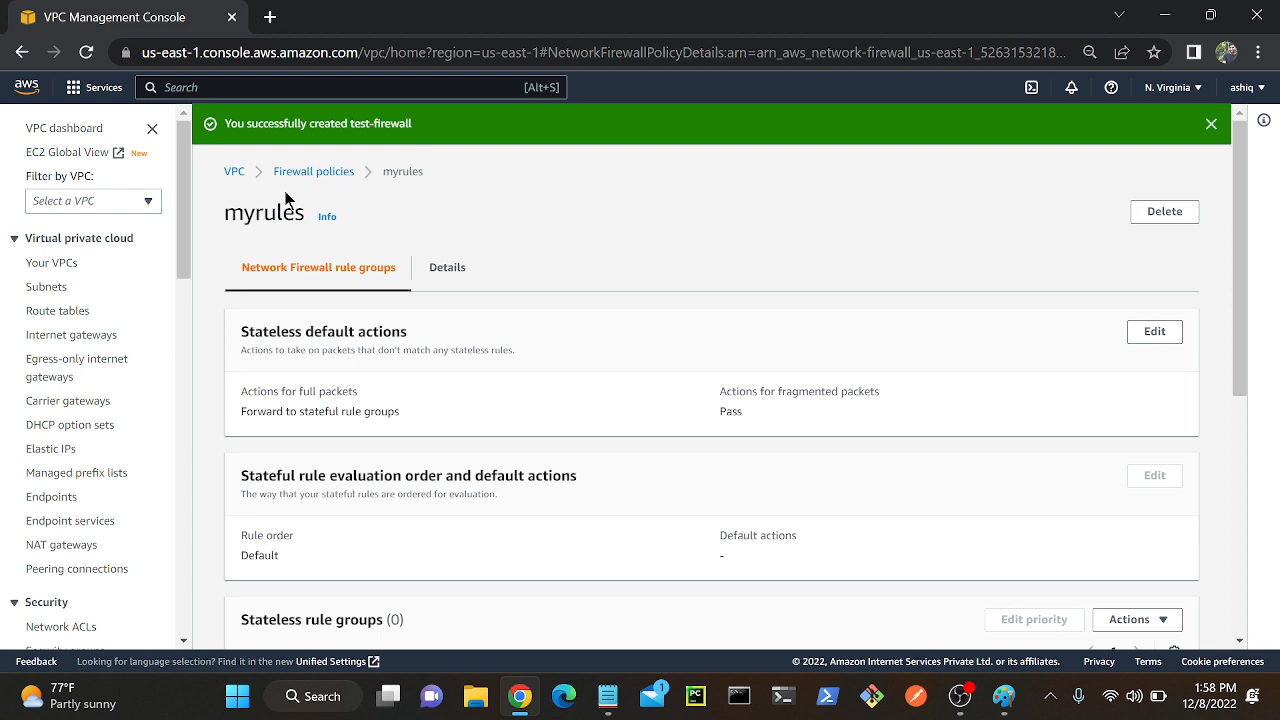 VPC Management Console
us-east-1.console.aws.amazon.com/vpc/home?region=us-east-1#NetworkFirewallPolicyDetails:arn=arn_aws_network-firewall_us-east-1_5263153218...
aws
Services
Search
[Alt+S]
N. Virginia
ashiq
VPC dashboard
EC2 Global View New
Filter by VPC:
Select a VPC
Virtual private cloud
Your VPCs
Subnets
Route tables
Internet gateways
Egress-only internet
gateways
Carrier gateways
DHCP option sets
Elastic IPs
Managed prefix lists
Endpoints
Endpoint services
NAT gateways
Peering connections
Security
Network ACLs
You successfully created test-firewall
VPC
Firewall policies
myrules
myrules
Info
Delete
Network Firewall rule groups
Details
Stateless default actions
Edit
Actions to take on packets that don't match any stateless rules.
Actions for full packets
Forward to stateful rule groups
Actions for fragmented packets
Pass
Stateful rule evaluation order and default actions
Edit
The way that your stateful rules are ordered for evaluation.
Rule order
Default
Default actions
-
Stateless rule groups (0)
Edit priority
Actions
Feedback
Looking for language selection? Find it in the new Unified Settings
© 2022, Amazon Internet Services Private Ltd. or its affiliates.
Privacy
Terms
Cookie preferences
77°F
Partly sunny
Search
1
PC
1:58 PM
12/8/2022